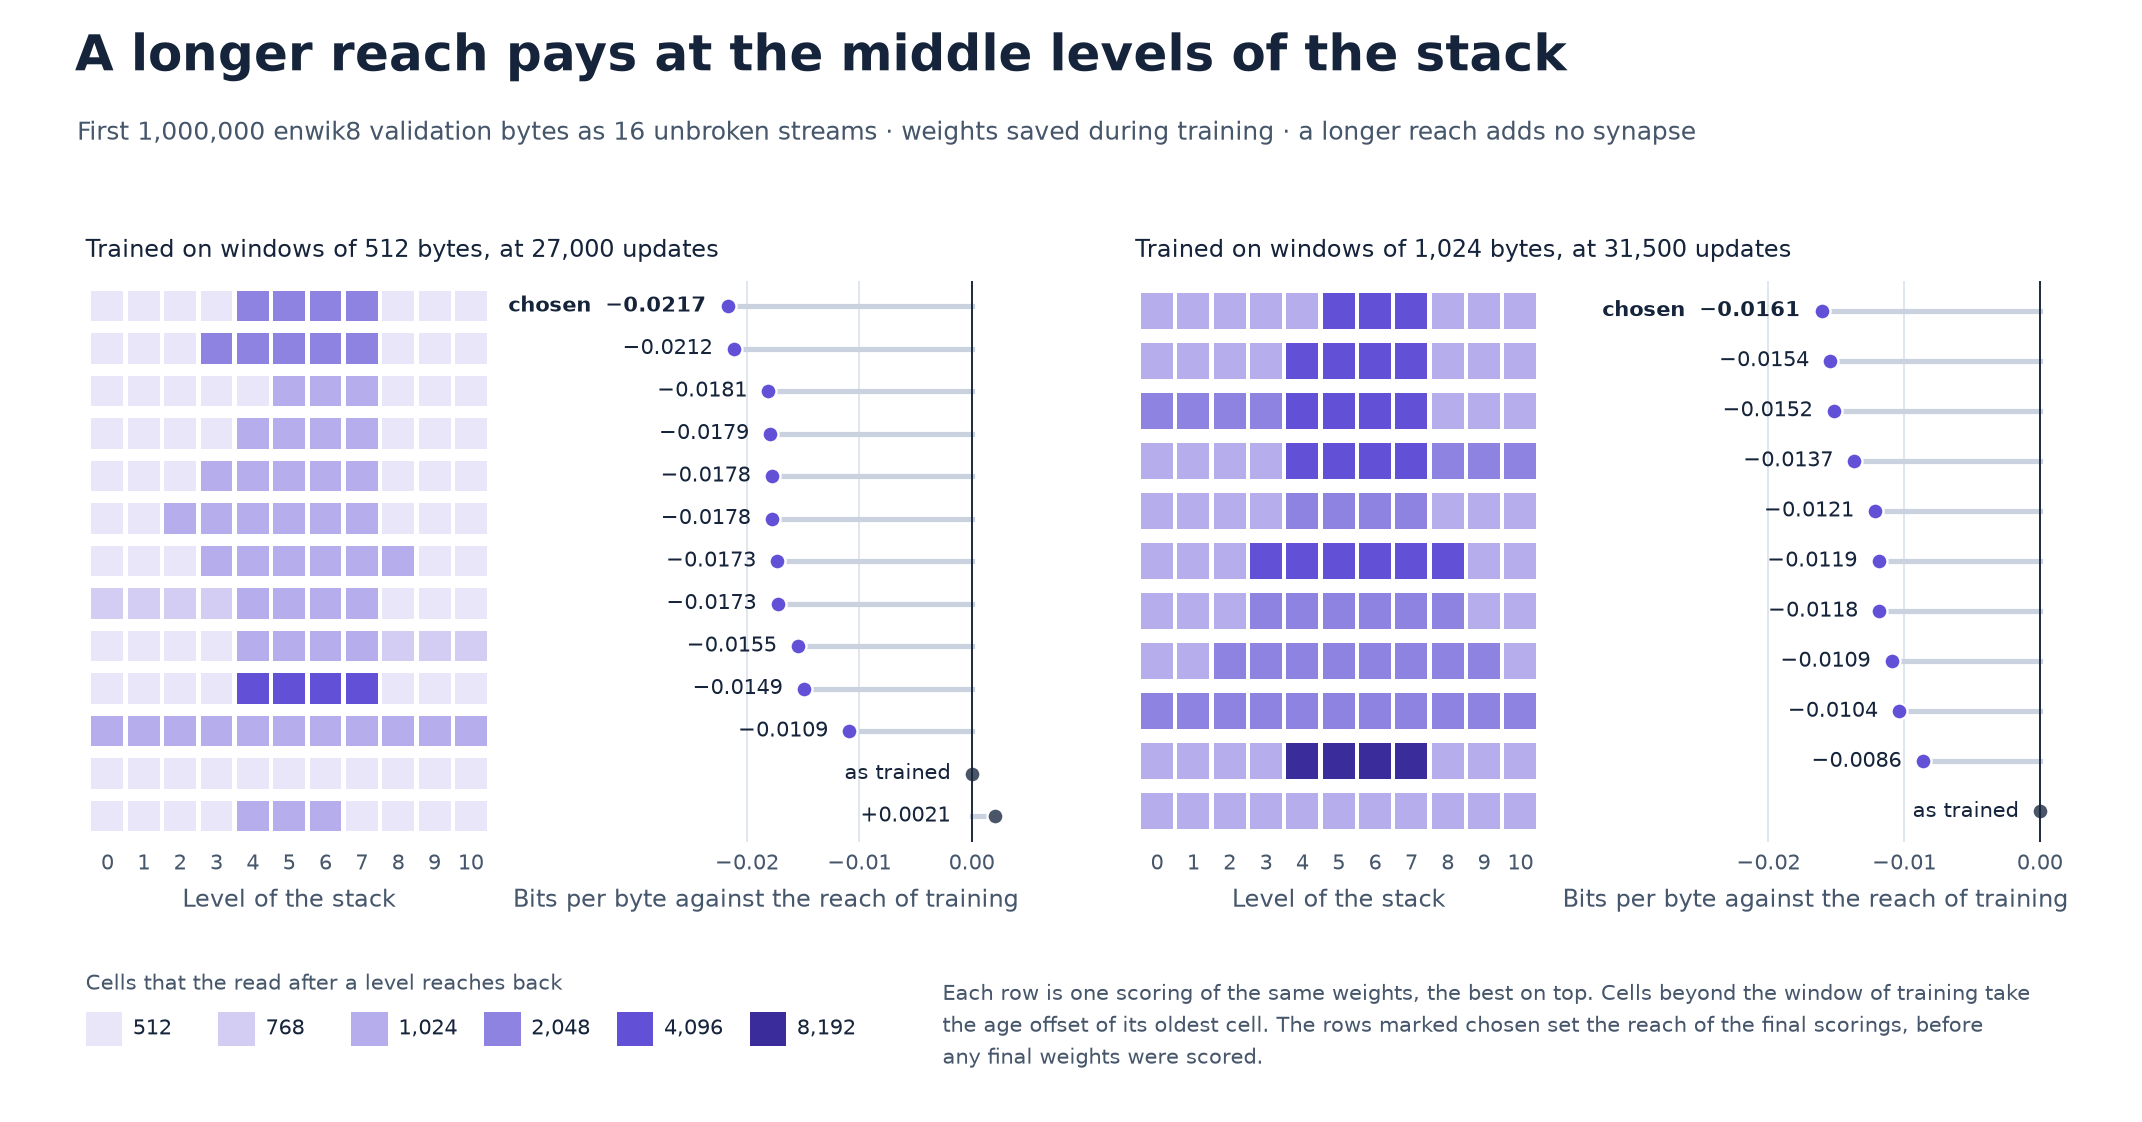 A longer reach pays at the middle levels of the stack
First 1,000,000 enwik8 validation bytes as 16 unbroken streams · weights saved during training · a longer reach adds no synapse
Trained on windows of 512 bytes, at 27,000 updates
chosen −0.0217
−0.0212
−0.0181
−0.0179
−0.0178
−0.0178
−0.0173
−0.0173
−0.0155
−0.0149
−0.0109
as trained
+0.0021
0 1 2 3 4 5 6 7 8 9 10
−0.02 −0.01 0.00
Level of the stack
Bits per byte against the reach of training
Trained on windows of 1,024 bytes, at 31,500 updates
chosen −0.0161
−0.0154
−0.0152
−0.0137
−0.0121
−0.0119
−0.0118
−0.0109
−0.0104
−0.0086
as trained
0 1 2 3 4 5 6 7 8 9 10
−0.02 −0.01 0.00
Level of the stack
Bits per byte against the reach of training
Cells that the read after a level reaches back
512 768 1,024 2,048 4,096 8,192
Each row is one scoring of the same weights, the best on top. Cells beyond the window of training take
the age offset of its oldest cell. The rows marked chosen set the reach of the final scorings, before
any final weights were scored.